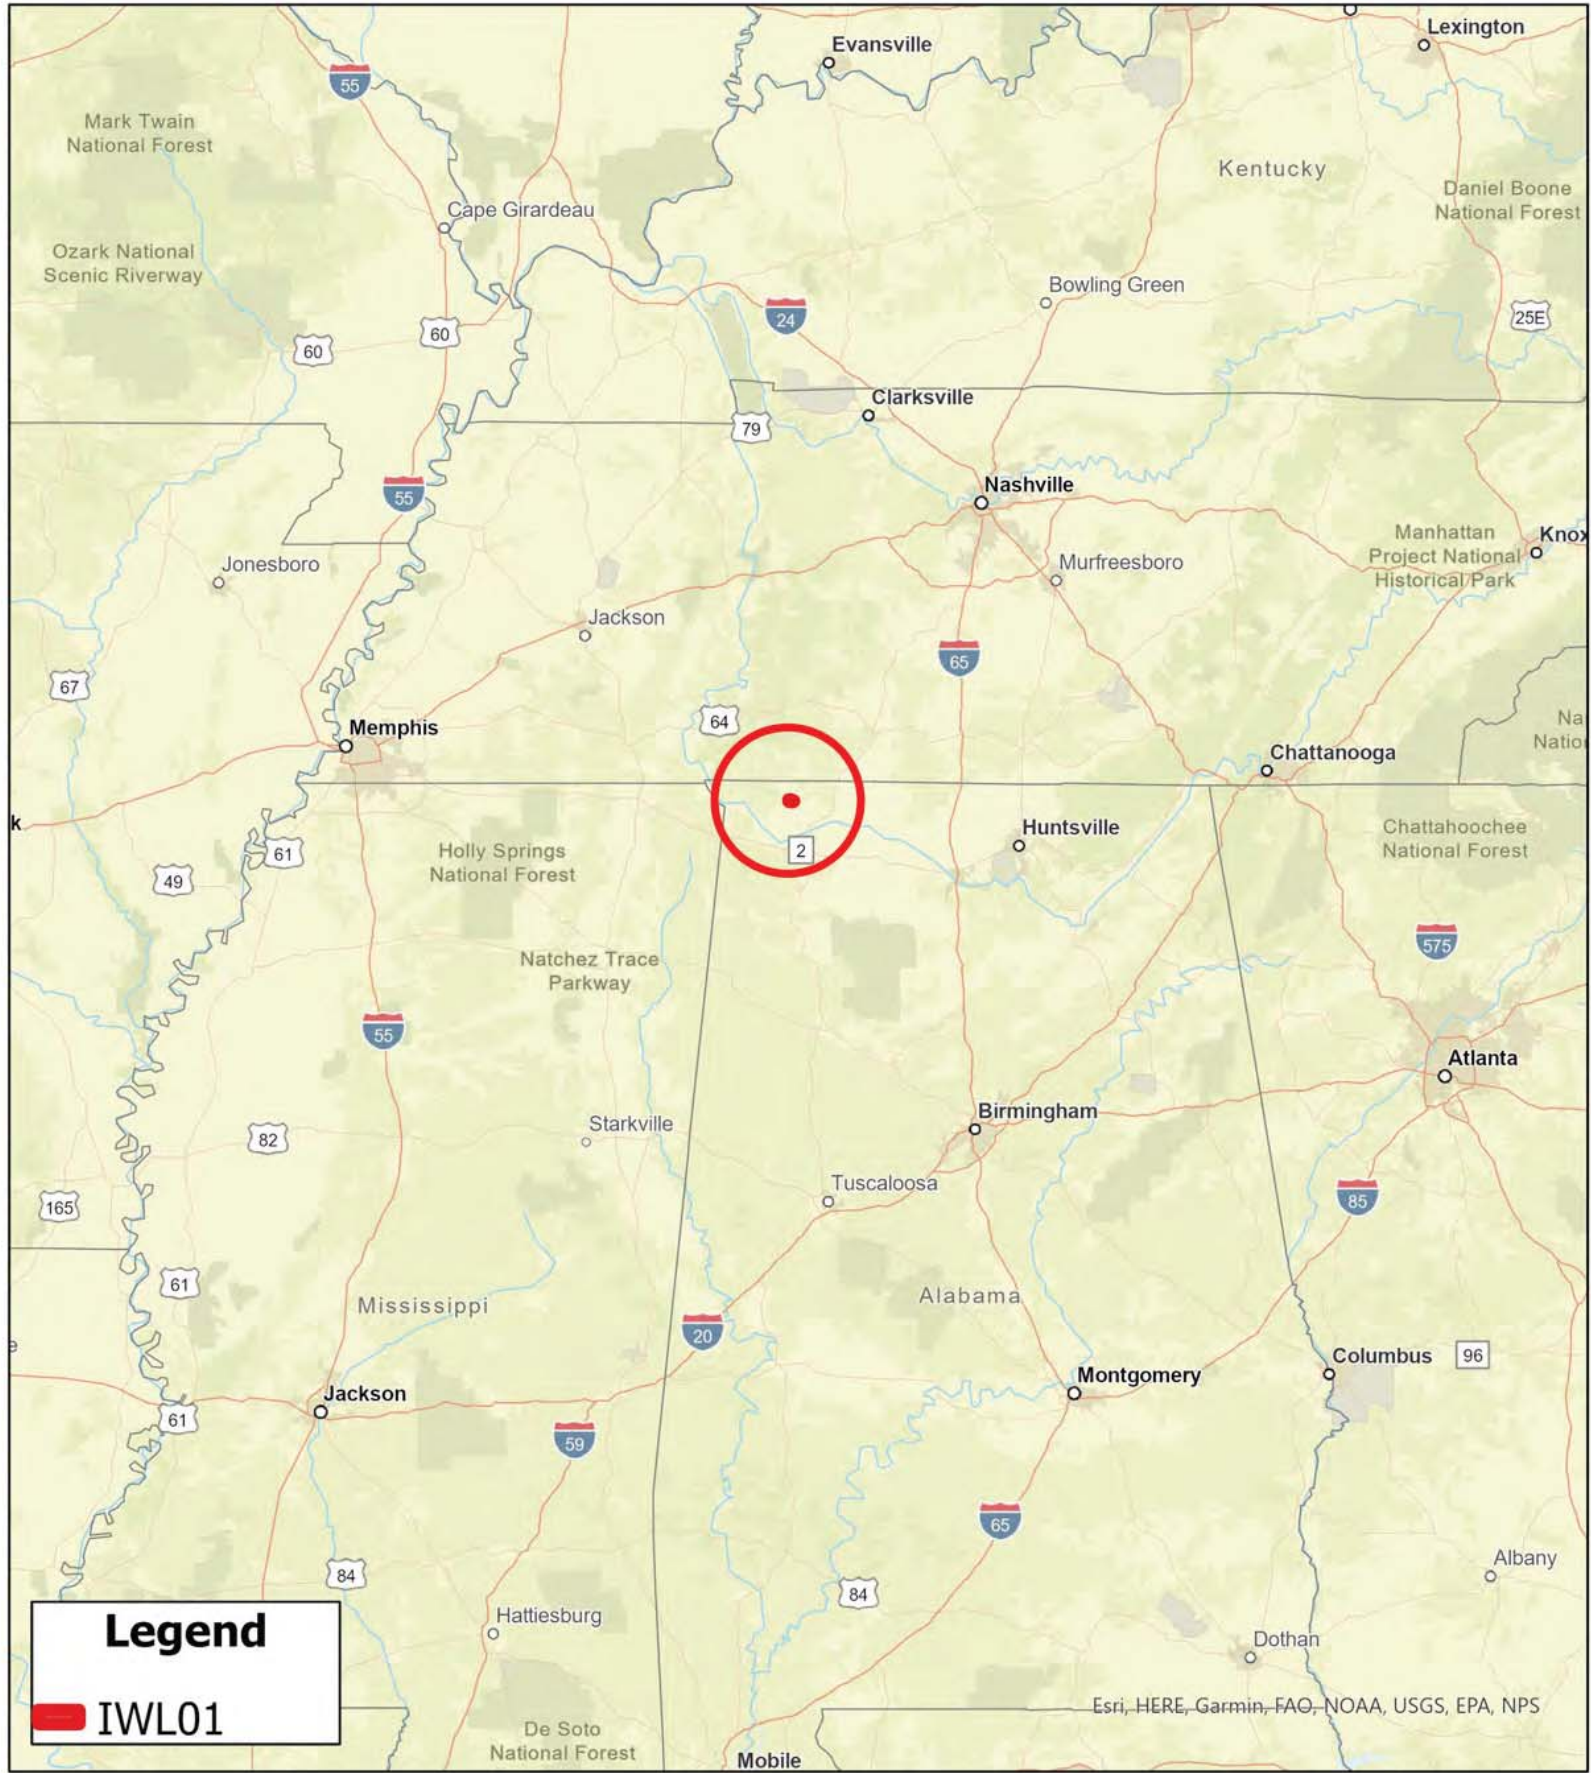 Lexington
Evansville
55
Mark Twain
National Forest
Kentucky
Daniel Boone
National Forest
Cape Girardeau
Ozark National
Scenic Riverway
Bowling Green
24
25E
60
60
Clarksville
79
Nashville
55
Manhattan
Project National
Historical Park
Knox
Jonesboro
Murfreesboro
Jackson
65
67
64
Na
Natio
Memphis
Chattanooga
k
Huntsville
Chattahoochee
National Forest
61
2
Holly Springs
National Forest
49
575
Natchez Trace
Parkway
55
Atlanta
Birmingham
Starkville
82
Tuscaloosa
165
85
61
Alabama
Mississippi
20
e
Columbus
96
Montgomery
Jackson
61
59
65
Albany
84
84
Hattiesburg
Legend
Dothan
IWL01
Esri, HERE, Garmin, FAO, NOAA, USGS, EPA, NPS
De Soto
National Forest
Mobile